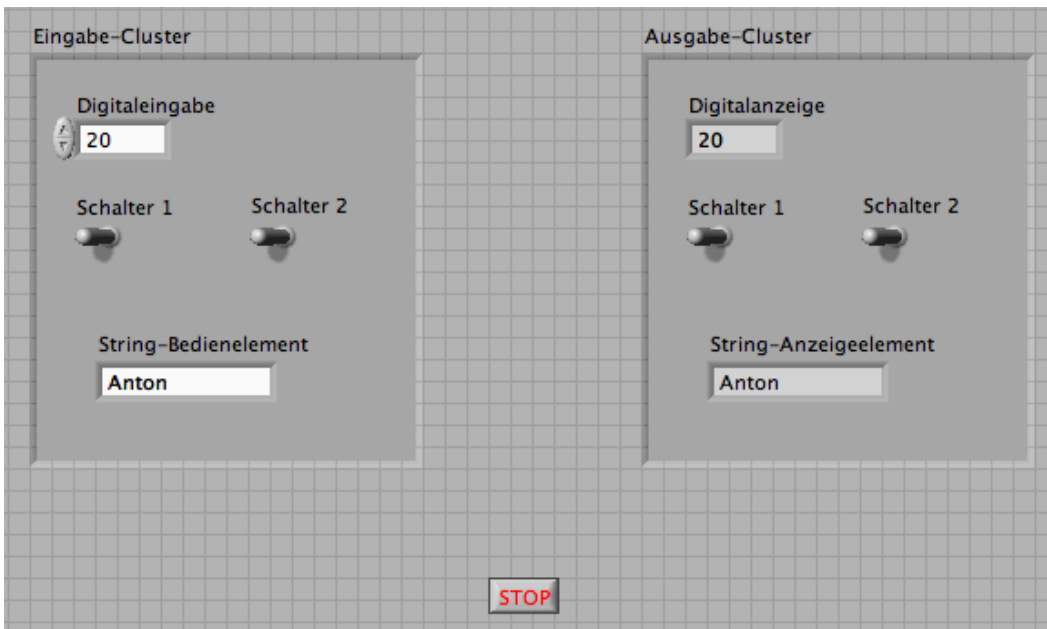 Eingabe-Cluster
Digitaleingabe
20
Schalter 1
Schalter 2
String-Bedienelement
Anton
Ausgabe-Cluster
Digitalanzeige
20
Schalter 1
Schalter 2
String-Anzeigeelement
Anton
STOP